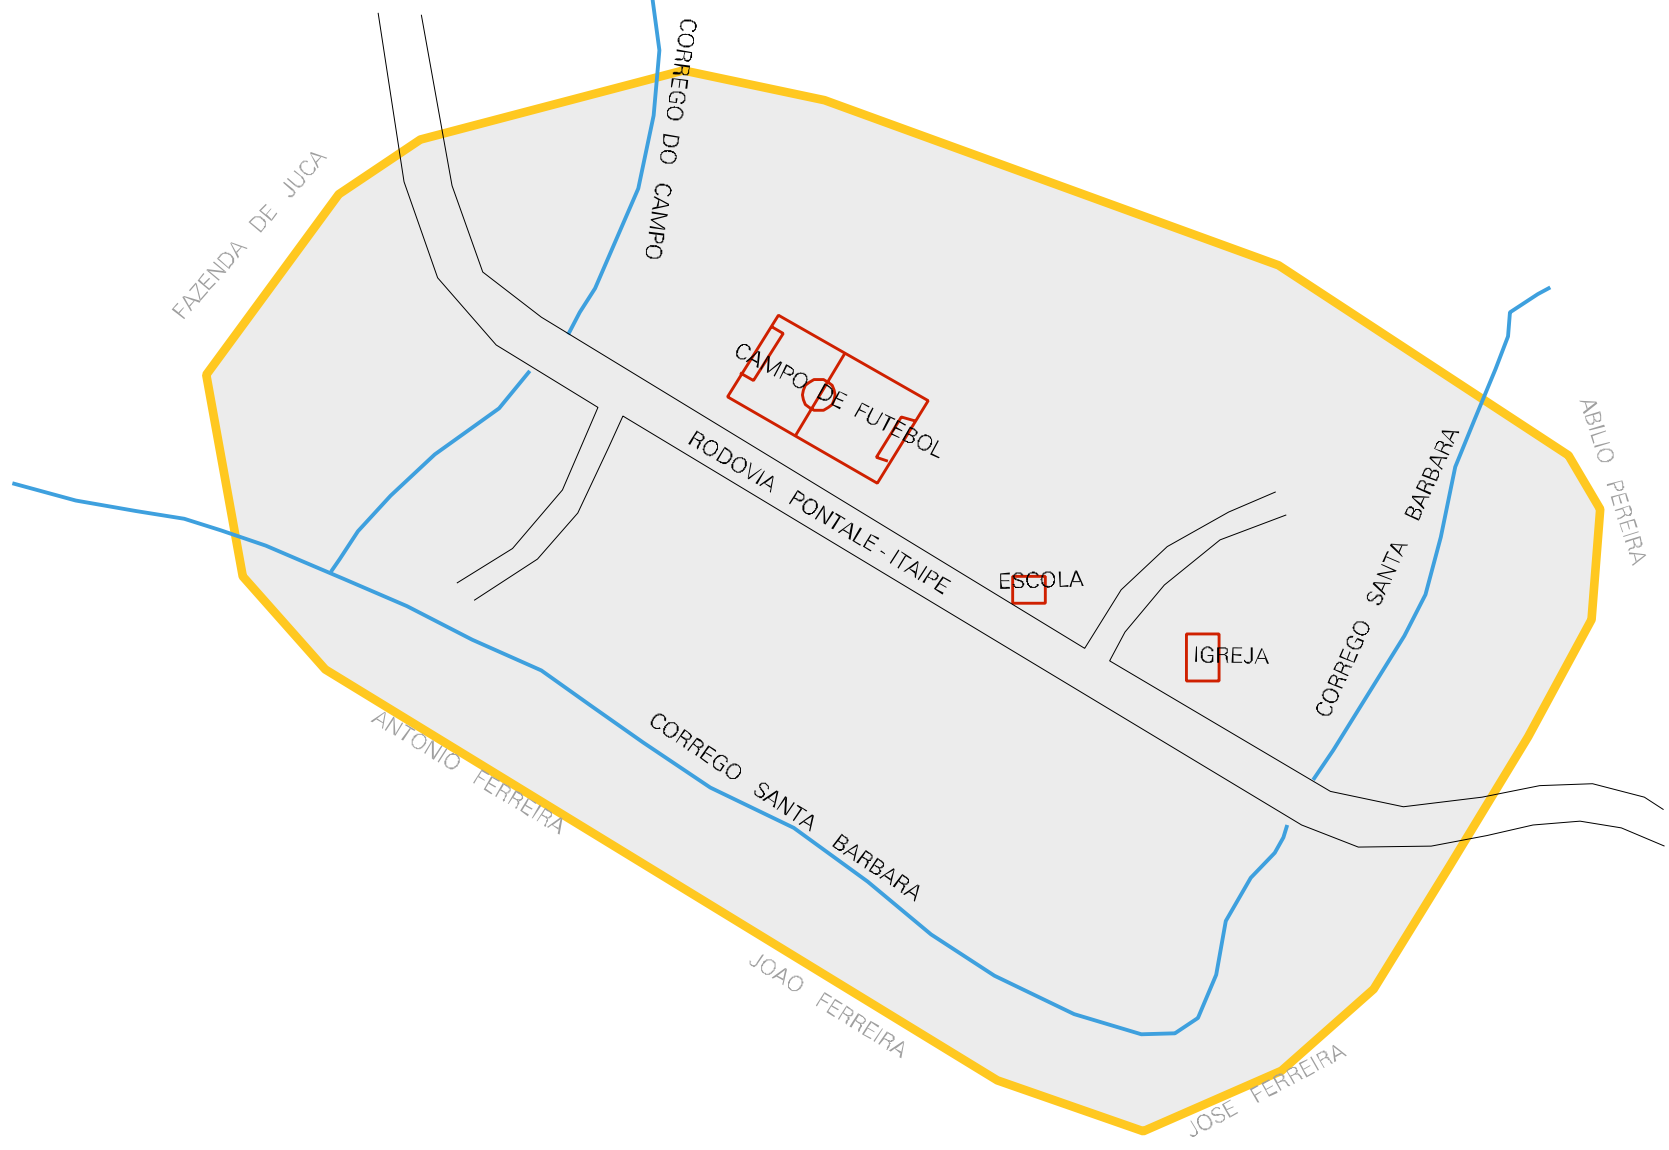 CORREGO DO CAMPO
FAZENDA DE JUCA
CAMPO DE FUTEBOL
RODOVIA PONTALE - ITAIPE
ABILIO PEREIRA
CORREGO SANTA BARBARA
ESCOLA
IGREJA
ANTONIO FERREIRA
CORREGO SANTA BARBARA
JOAO FERREIRA
JOSE FERREIRA